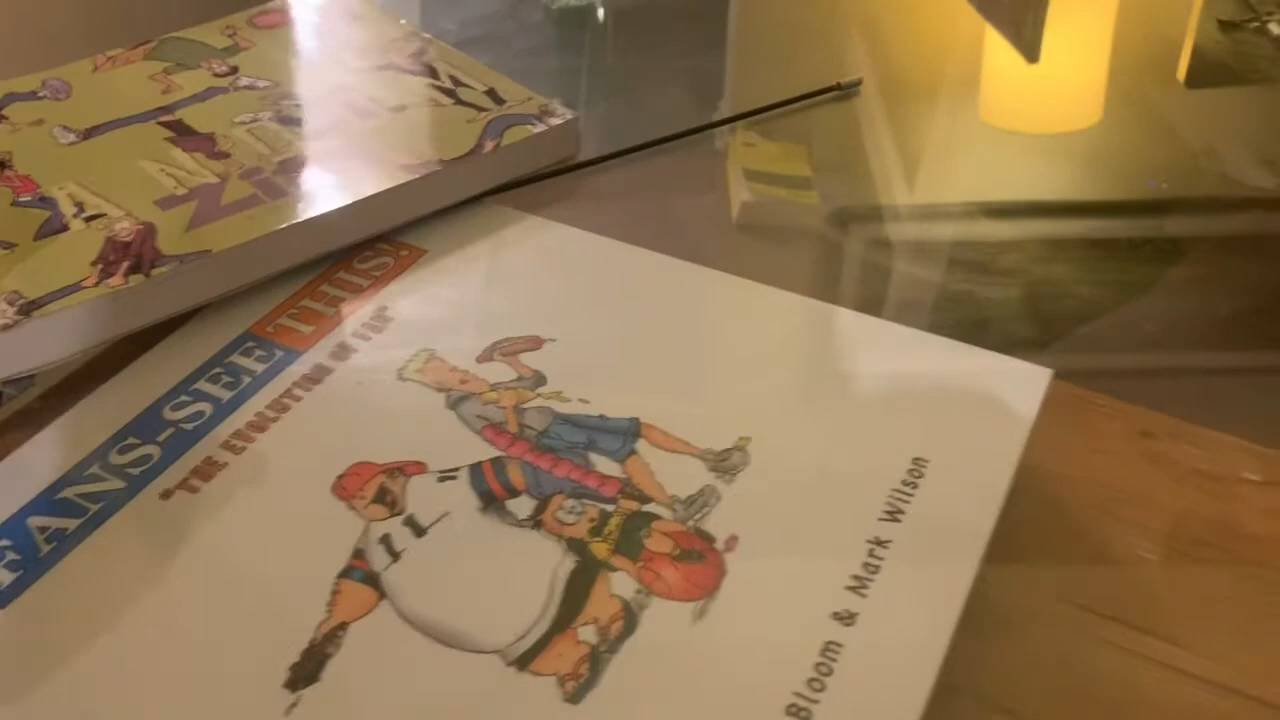 FANS-SEE THIS!
"THE EVOLUTION OF FAN"
Bloom & Mark Wilson